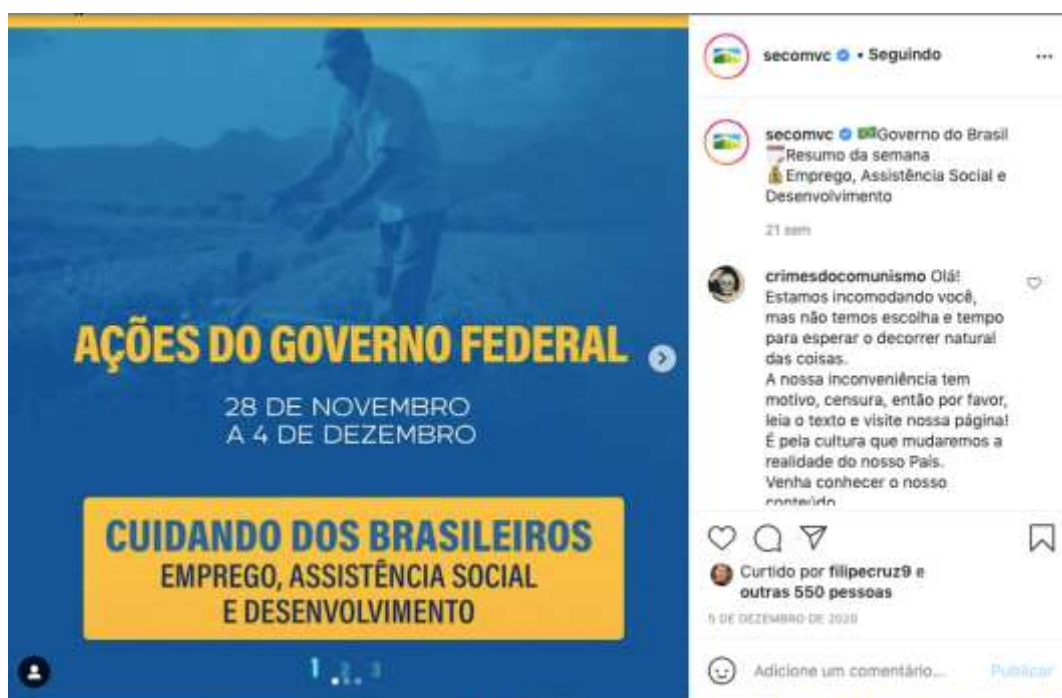 AÇÕES DO GOVERNO FEDERAL
28 DE NOVEMBRO
A 4 DE DEZEMBRO
CUIDANDO DOS BRASILEIROS
EMPREGO, ASSISTÊNCIA SOCIAL
E DESENVOLVIMENTO
1 2 3
secomvc • Seguindo
secomvc Governo do Brasil
Resumo da semana
Emprego, Assistência Social e
Desenvolvimento
21 sem
crimesdocomunismo Olá!
Estamos incomodando você,
mas não temos escolha e tempo
para esperar o decorrer natural
das coisas.
A nossa inconveniência tem
motivo, censura, então por favor,
leia o texto e visite nossa página!
É pela cultura que mudaremos a
realidade do nosso País.
Venha conhecer o nosso
conteúdo
Curtido por filipecruz9 e
outras 550 pessoas
5 DE DEZEMBRO DE 2020
Adicione um comentário... Publicar